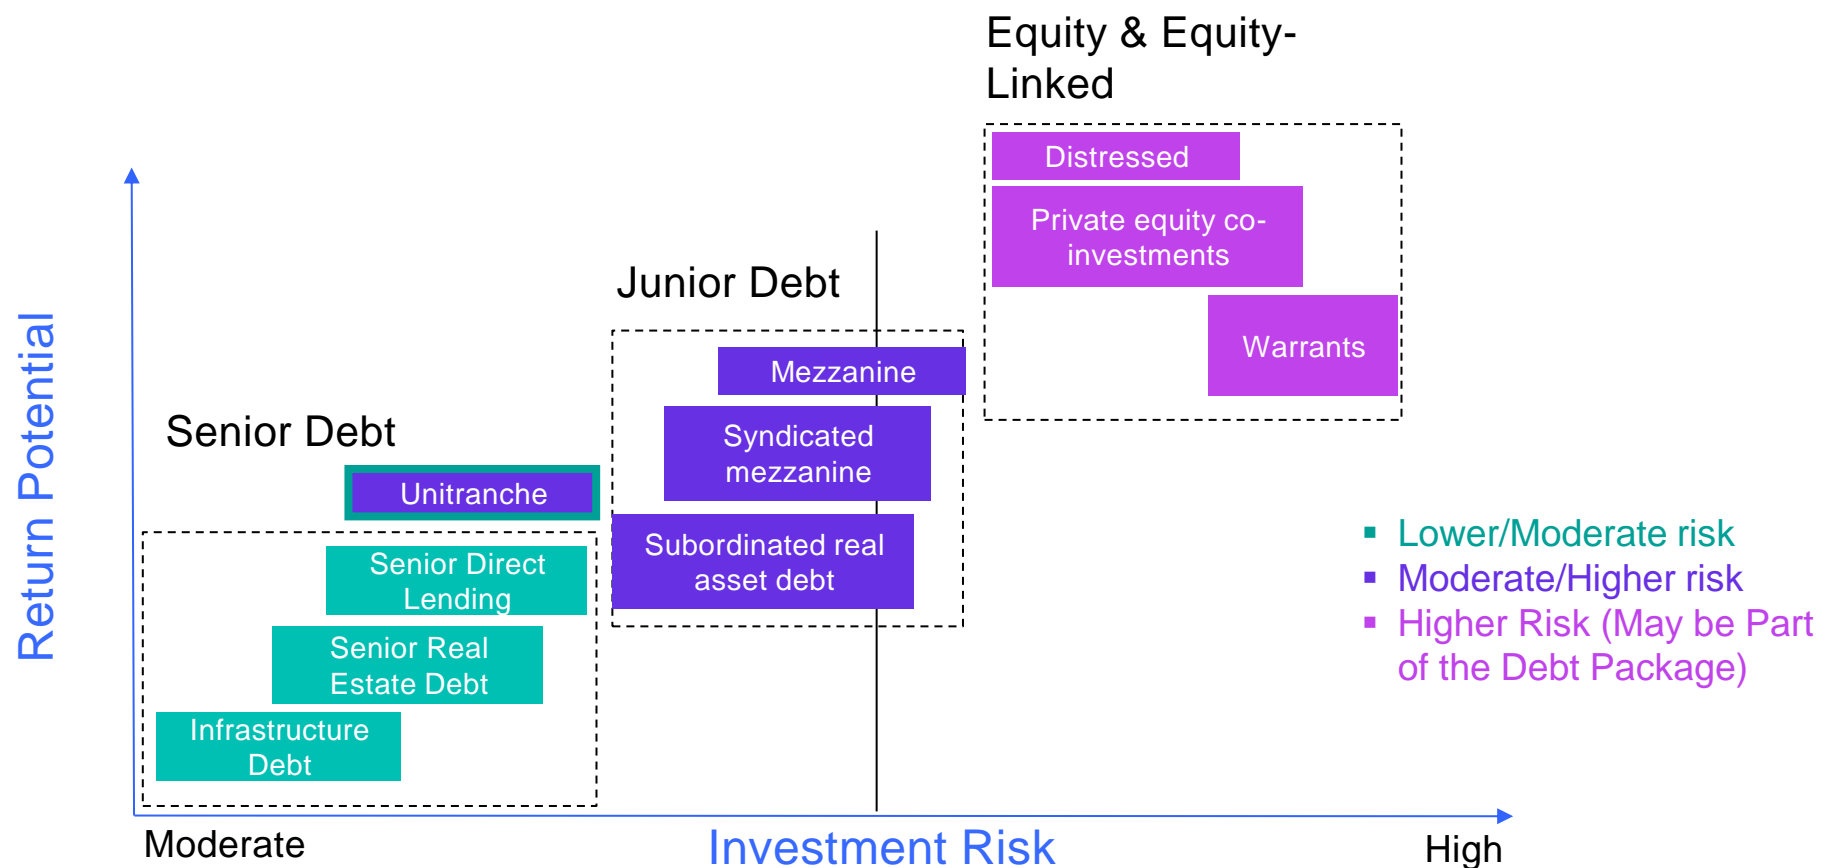 Equity & Equity-
Linked
Distressed
Private equity co-
investments
Warrants
Junior Debt
Mezzanine
Syndicated
mezzanine
Subordinated real
asset debt
Senior Debt
Unitranche
Senior Direct
Lending
Senior Real
Estate Debt
Infrastructure
Debt
Return Potential
Moderate
Investment Risk
High
▪ Lower/Moderate risk
▪ Moderate/Higher risk
▪ Higher Risk (May be Part
of the Debt Package)